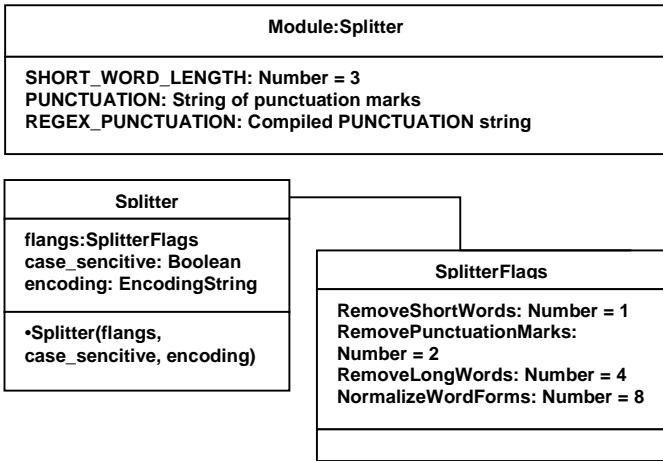 Module:Splitter
SHORT_WORD_LENGTH: Number = 3
PUNCTUATION: String of punctuation marks
REGEX_PUNCTUATION: Compiled PUNCTUATION string
Splitter
flangs:SplitterFlags
case_sencitive: Boolean
encoding: EncodingString
•Splitter(flangs,
case_sencitive, encoding)
SplitterFlags
RemoveShortWords: Number = 1
RemovePunctuationMarks:
Number = 2
RemoveLongWords: Number = 4
NormalizeWordForms: Number = 8